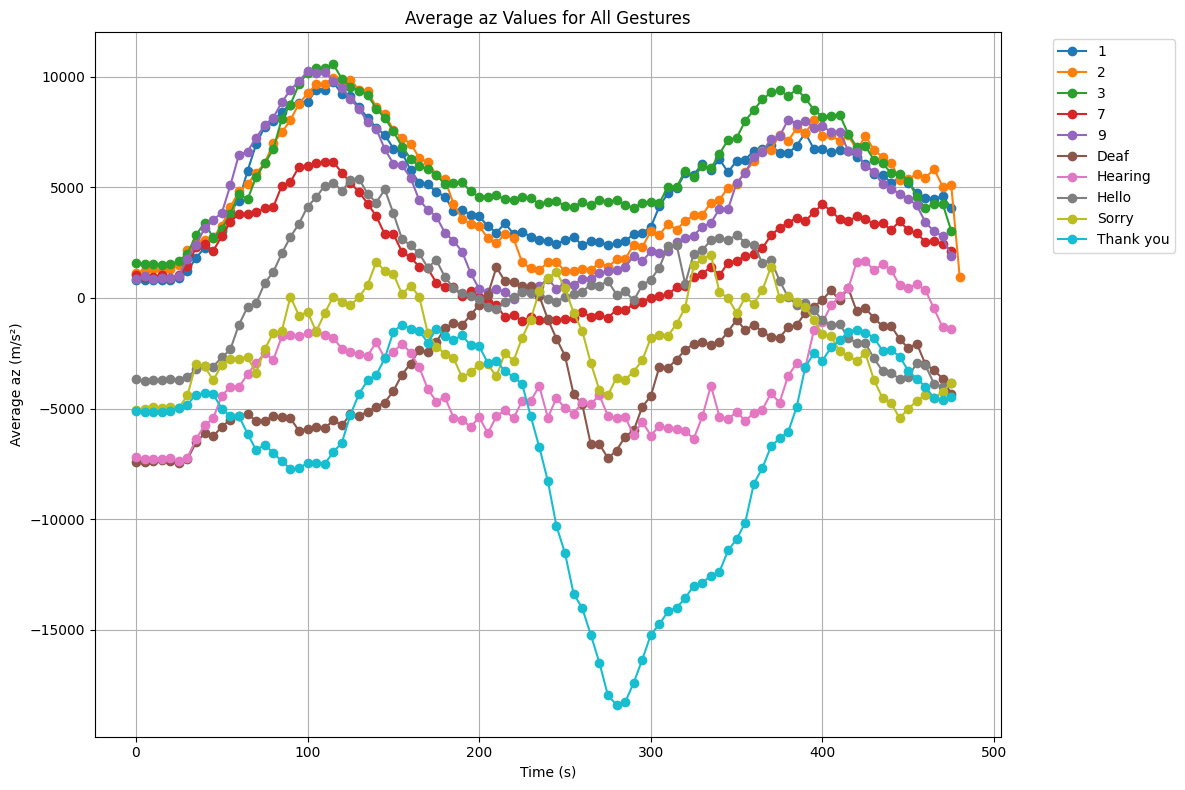 Average az Values for All Gestures
Average az (m/s²)
10000
5000
0
−5000
−10000
−15000
0
100
200
300
400
500
Time (s)
1
2
3
7
9
Deaf
Hearing
Hello
Sorry
Thank you